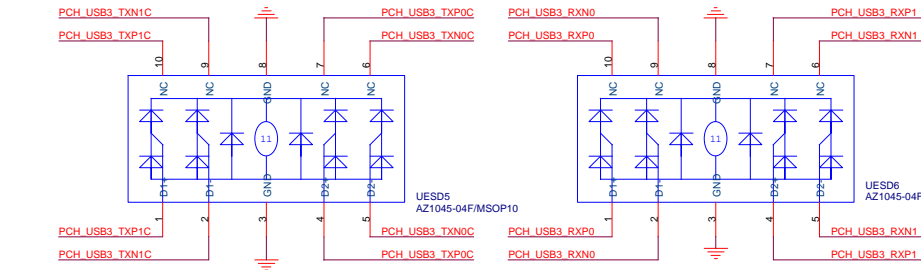 PCH_USB3_TXN1C PCH_USB3_TXP0C PCH_USB3_RXN0 PCH_USB3_RXP1
PCH_USB3_TXP1C PCH_USB3_TXN0C PCH_USB3_RXP0 PCH_USB3_RXN1
10 9 8 7 6 10 9 8 7 6
NC NC GND NC NC NC NC GND NC NC
11 11
D1+ D1- GND D2+ D2- D1+ D1- GND D2+ D2-
UESD5 UESD6
AZ1045-04F/MSOP10 AZ1045-04F
1 2 3 4 5 1 2 3 4 5
PCH_USB3_TXP1C PCH_USB3_TXN0C PCH_USB3_RXP0 PCH_USB3_RXN1
PCH_USB3_TXN1C PCH_USB3_TXP0C PCH_USB3_RXN0 PCH_USB3_RXP1